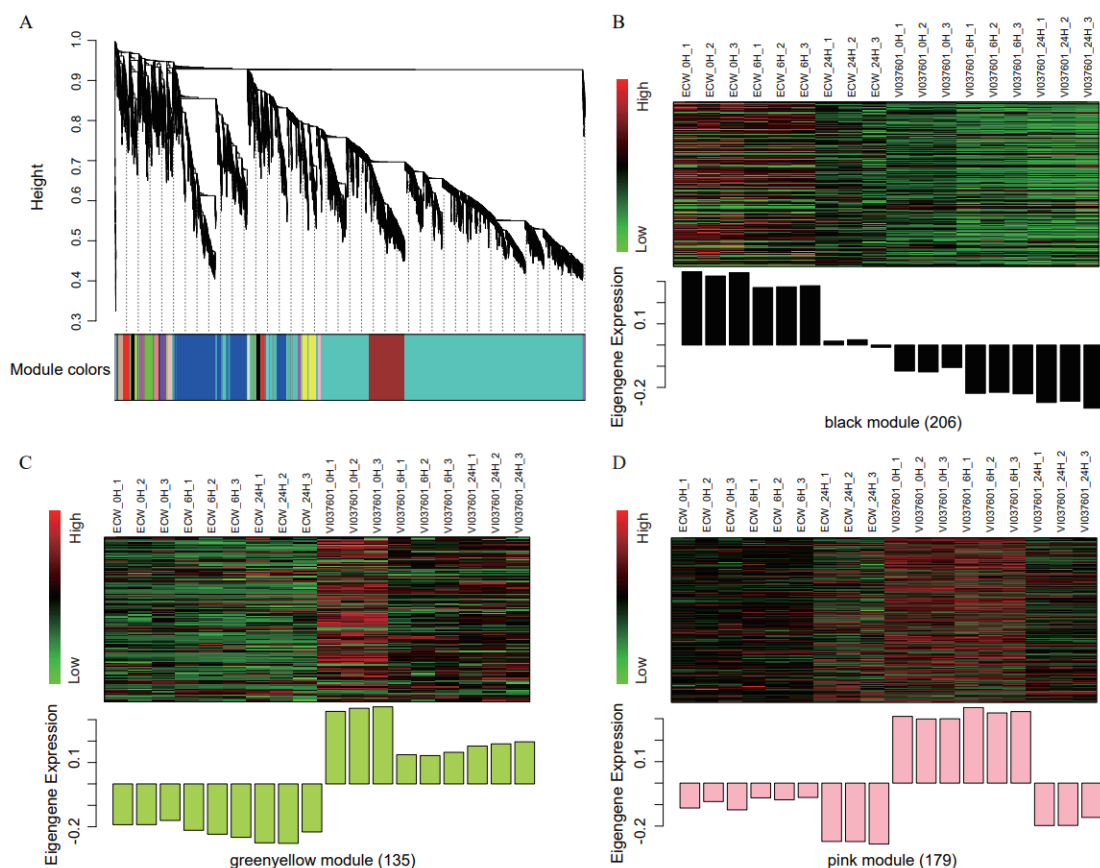 A
1.0
0.9
0.8
0.7
0.6
0.5
0.4
0.3
Height
Module colors
B
ECW_0H_1
ECW_0H_2
ECW_0H_3
ECW_6H_1
ECW_6H_2
ECW_6H_3
ECW_24H_1
ECW_24H_2
ECW_24H_3
VI037601_0H_1
VI037601_0H_2
VI037601_0H_3
VI037601_6H_1
VI037601_6H_2
VI037601_6H_3
VI037601_24H_1
VI037601_24H_2
VI037601_24H_3
High
Low
Eigengene Expression
0.1
-0.2
black module (206)
C
ECW_0H_1
ECW_0H_2
ECW_0H_3
ECW_6H_1
ECW_6H_2
ECW_6H_3
ECW_24H_1
ECW_24H_2
ECW_24H_3
VI037601_0H_1
VI037601_0H_2
VI037601_0H_3
VI037601_6H_1
VI037601_6H_2
VI037601_6H_3
VI037601_24H_1
VI037601_24H_2
VI037601_24H_3
High
Low
Eigengene Expression
0.1
-0.2
greenyellow module (135)
D
ECW_0H_1
ECW_0H_2
ECW_0H_3
ECW_6H_1
ECW_6H_2
ECW_6H_3
ECW_24H_1
ECW_24H_2
ECW_24H_3
VI037601_0H_1
VI037601_0H_2
VI037601_0H_3
VI037601_6H_1
VI037601_6H_2
VI037601_6H_3
VI037601_24H_1
VI037601_24H_2
VI037601_24H_3
High
Low
Eigengene Expression
0.1
-0.2
pink module (179)